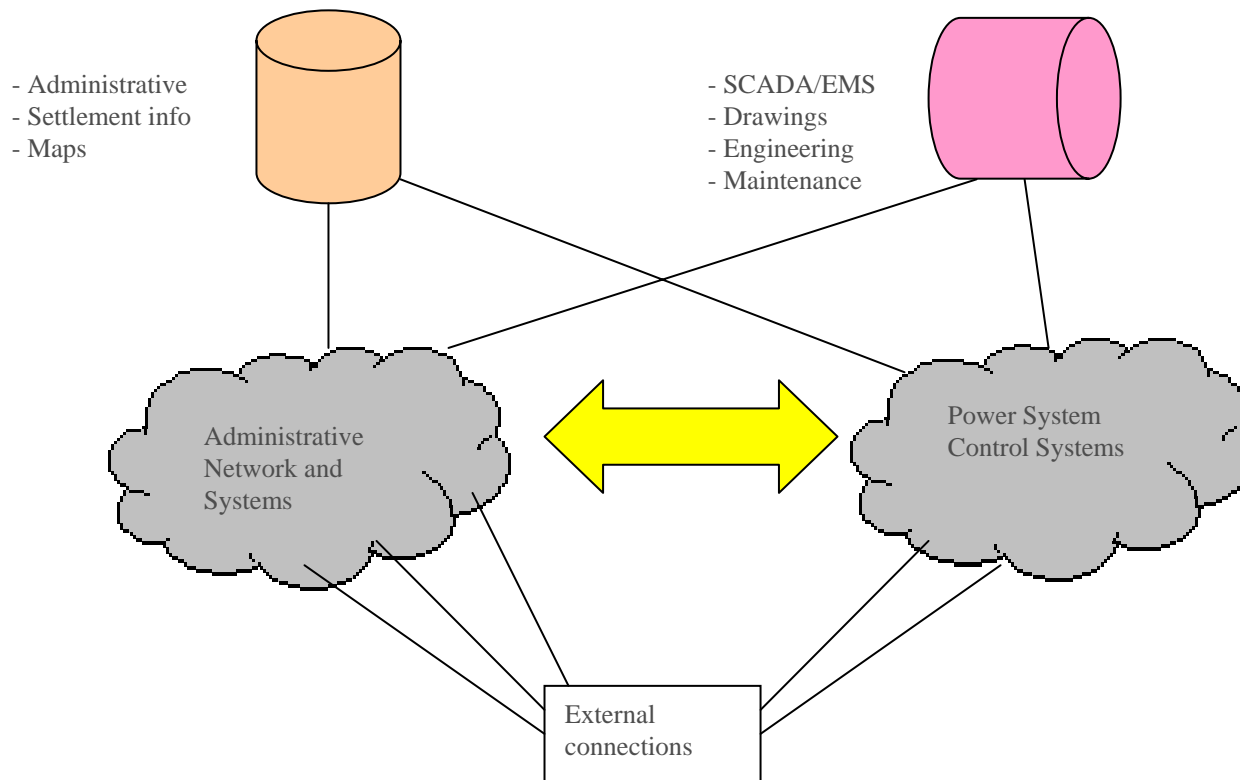 - Administrative
- Settlement info
- Maps
- SCADA/EMS
- Drawings
- Engineering
- Maintenance
Administrative
Network and
Systems
Power System
Control Systems
External
connections